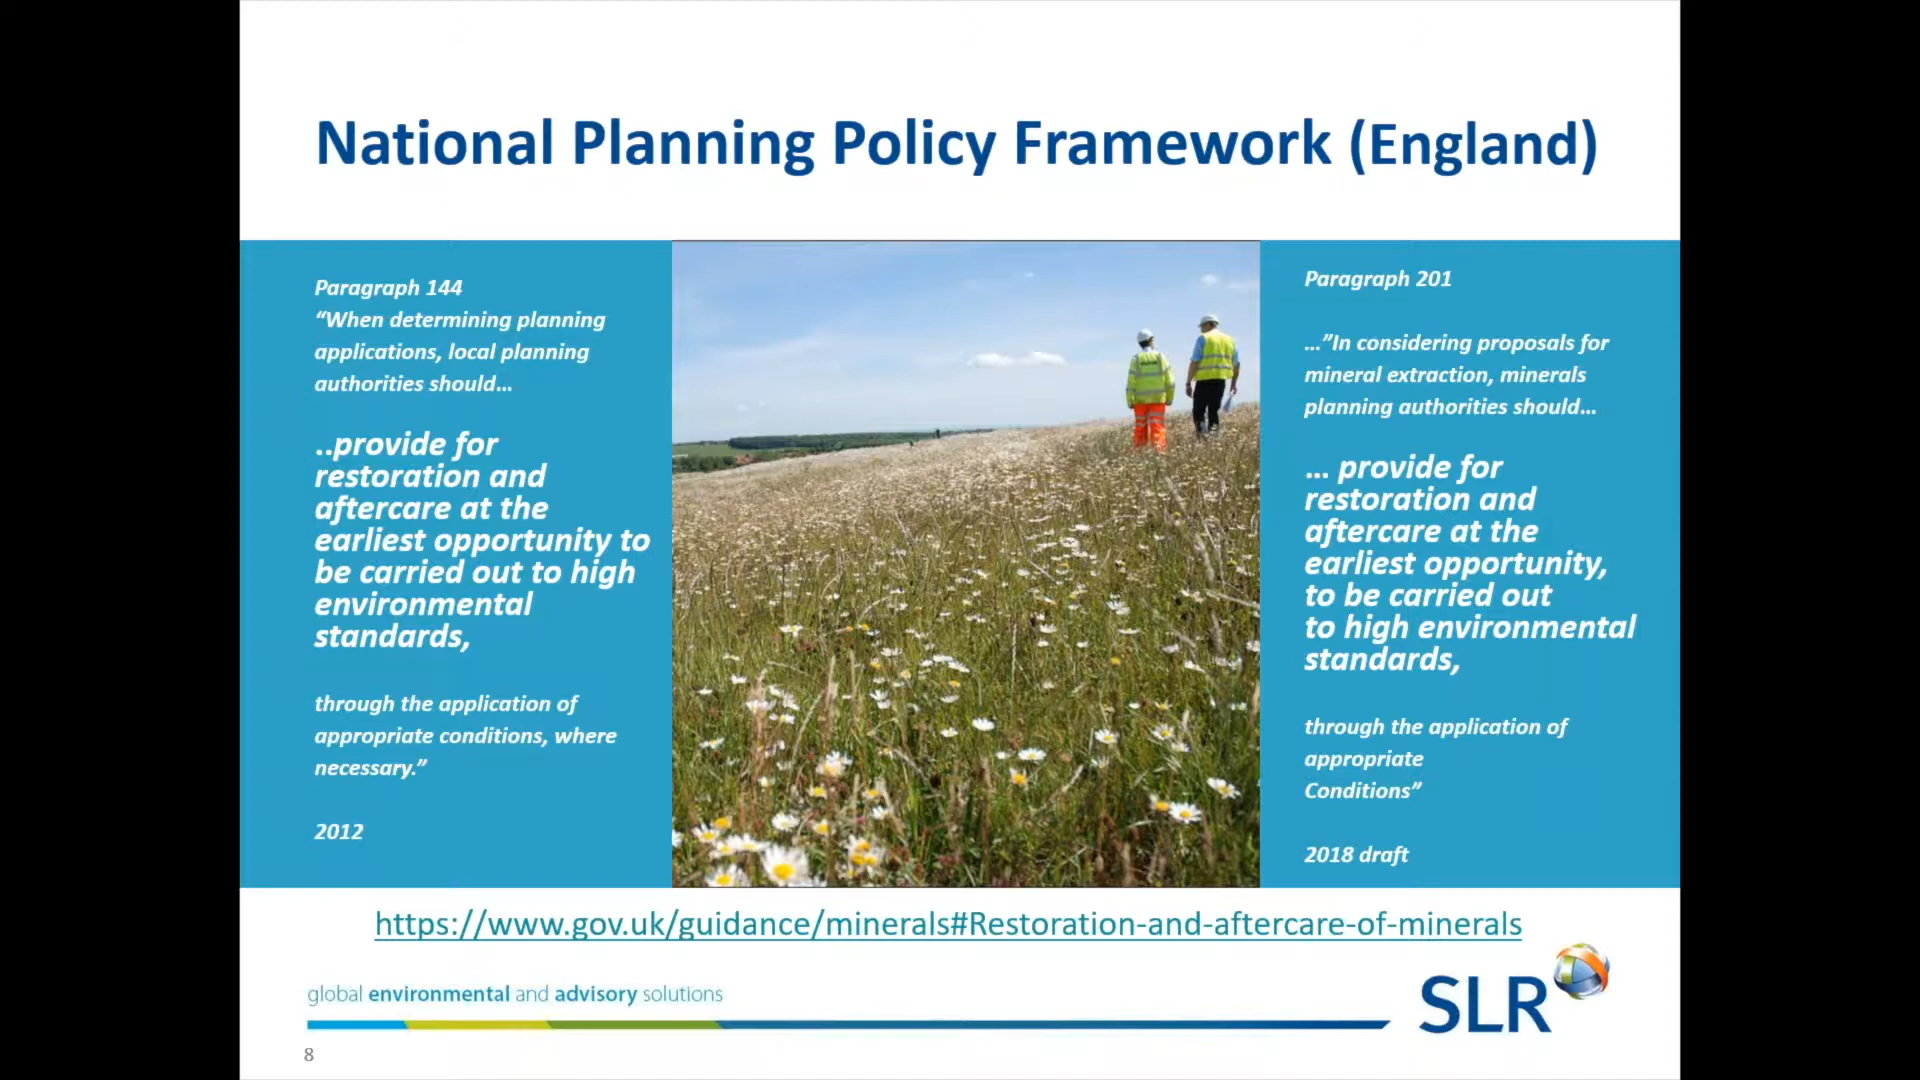 National Planning Policy Framework (England)
Paragraph 144
“When determining planning
applications, local planning
authorities should…
..provide for
restoration and
aftercare at the
earliest opportunity to
be carried out to high
environmental
standards,
through the application of
appropriate conditions, where
necessary.”
2012
Paragraph 201
…”In considering proposals for
mineral extraction, minerals
planning authorities should…
… provide for
restoration and
aftercare at the
earliest opportunity,
to be carried out
to high environmental
standards,
through the application of
appropriate
Conditions”
2018 draft
https://www.gov.uk/guidance/minerals#Restoration-and-aftercare-of-minerals
global environmental and advisory solutions
SLR
8